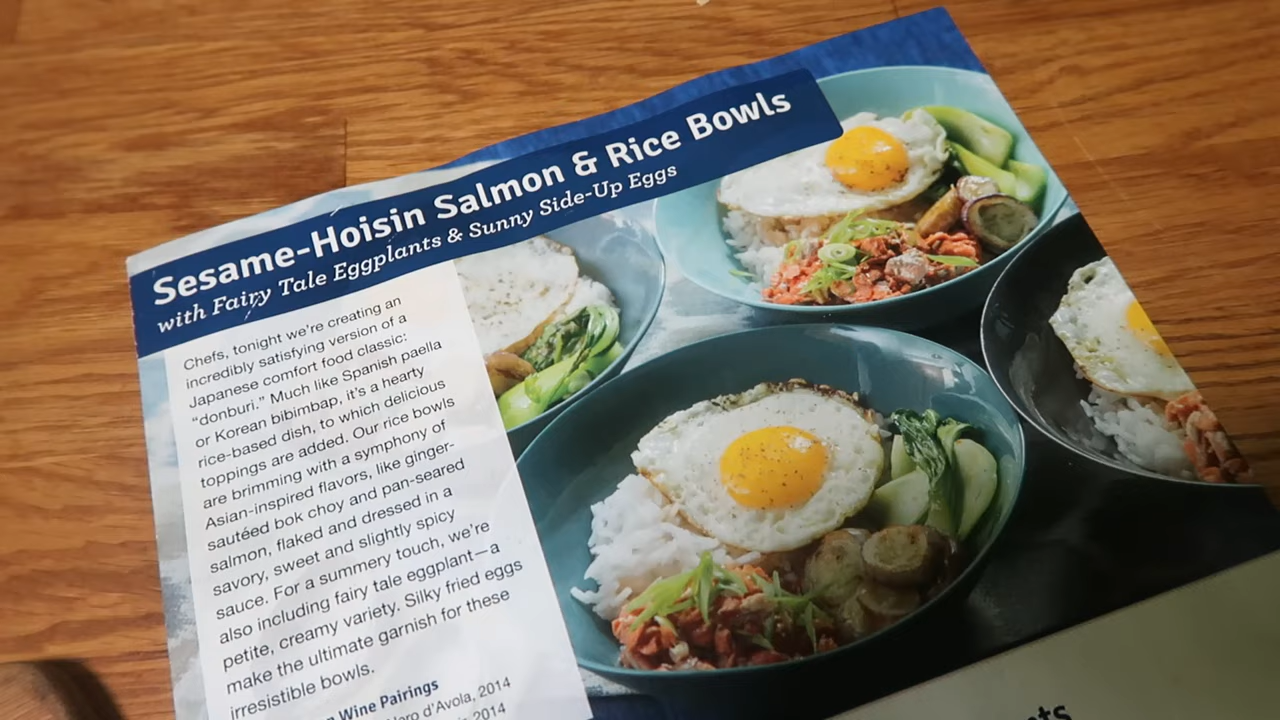 Sesame-Hoisin Salmon & Rice Bowls
with Fairy Tale Eggplants & Sunny Side-Up Eggs
Chefs, tonight we're creating an
incredibly satisfying version of a
Japanese comfort food classic:
"donburi." Much like Spanish paella
or Korean bibimbap, it's a hearty
rice-based dish, to which delicious
toppings are added. Our rice bowls
are brimming with a symphony of
Asian-inspired flavors, like ginger-
sautéed bok choy and pan-seared
salmon, flaked and dressed in a
savory, sweet and slightly spicy
sauce. For a summery touch, we're
also including fairy tale eggplant—a
petite, creamy variety. Silky fried eggs
make the ultimate garnish for these
irresistible bowls.
Wine Pairings
d'Avola, 2014
2014